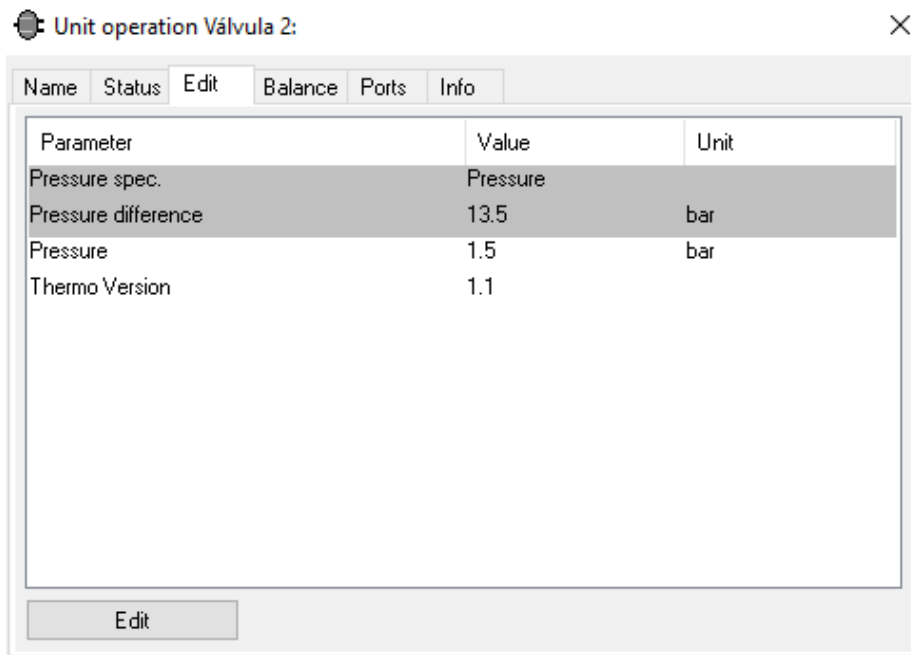 Unit operation Válvula 2:
Name Status Edit Balance Ports Info
Parameter Value Unit
Pressure spec. Pressure
Pressure difference 13.5 bar
Pressure 1.5 bar
Thermo Version 1.1
Edit